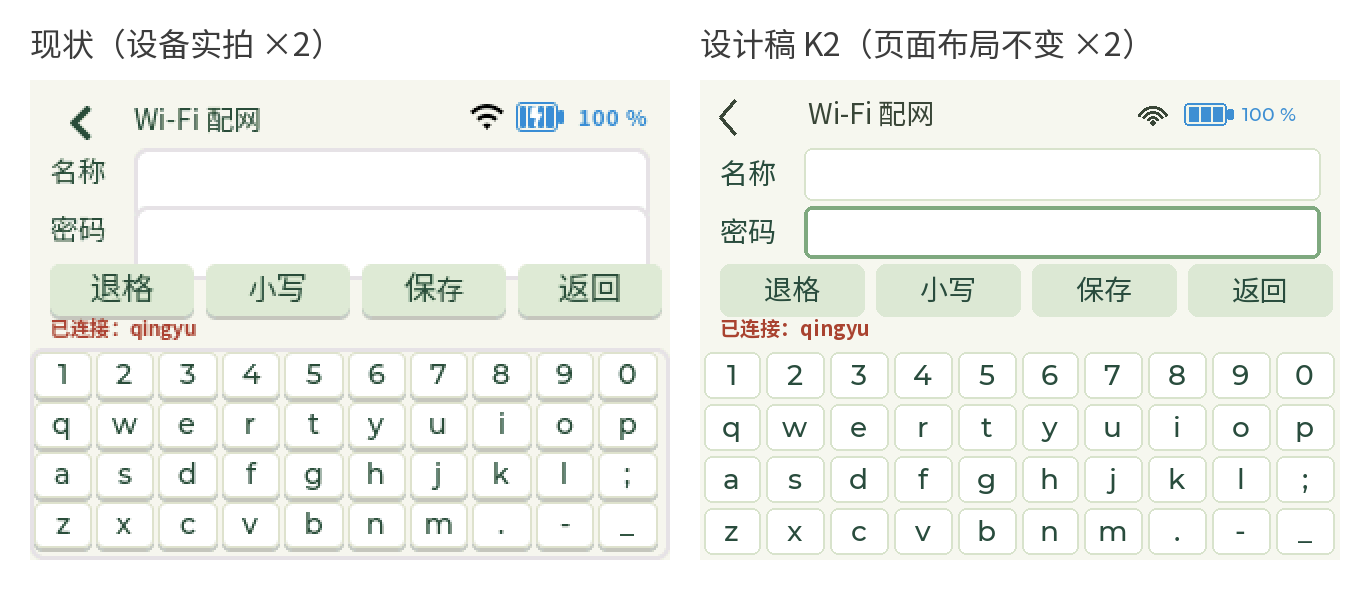 现状（设备实拍 ×2）
Wi-Fi 配网
100 %
名称
密码
退格 小写 保存 返回
已连接：qingyu
1 2 3 4 5 6 7 8 9 0
q w e r t y u i o p
a s d f g h j k l ;
z x c v b n m . - _
设计稿 K2（页面布局不变 ×2）
Wi-Fi 配网
100 %
名称
密码
退格 小写 保存 返回
已连接：qingyu
1 2 3 4 5 6 7 8 9 0
q w e r t y u i o p
a s d f g h j k l ;
z x c v b n m . - _